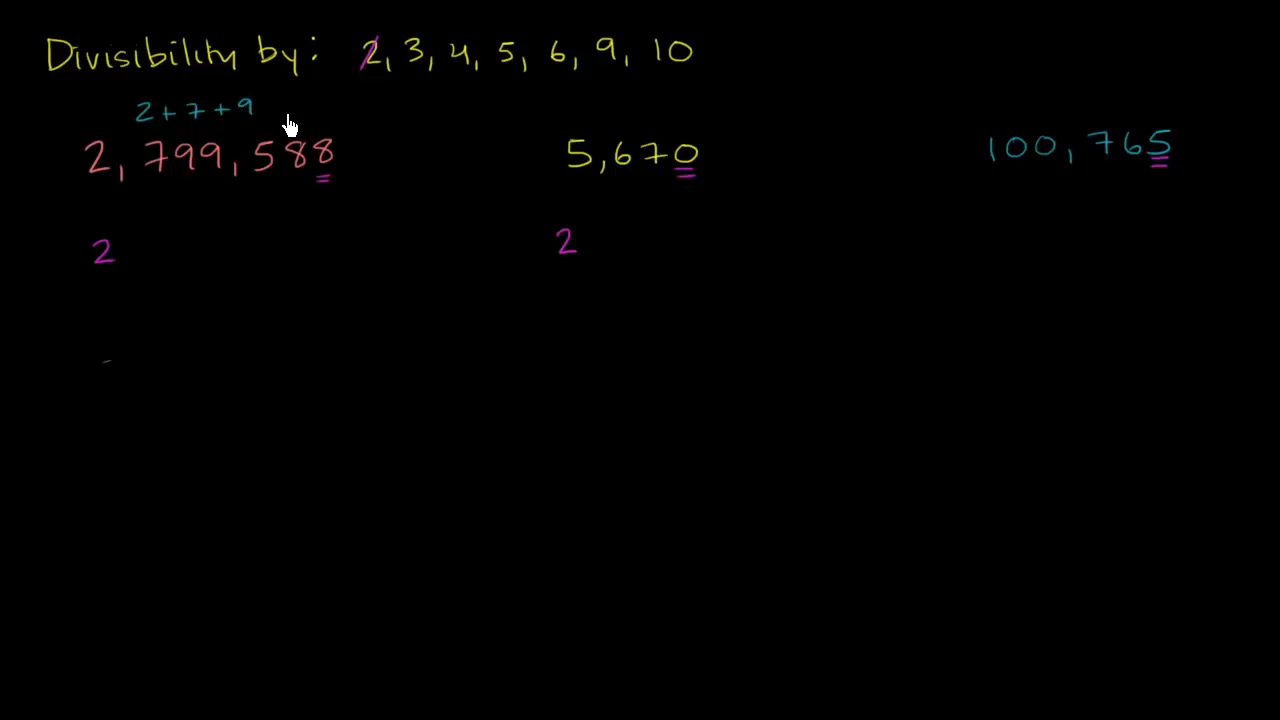 Divisibility by: 2, 3, 4, 5, 6, 9, 10
2+7+9
2,799,588 5,670 100,765
2 2